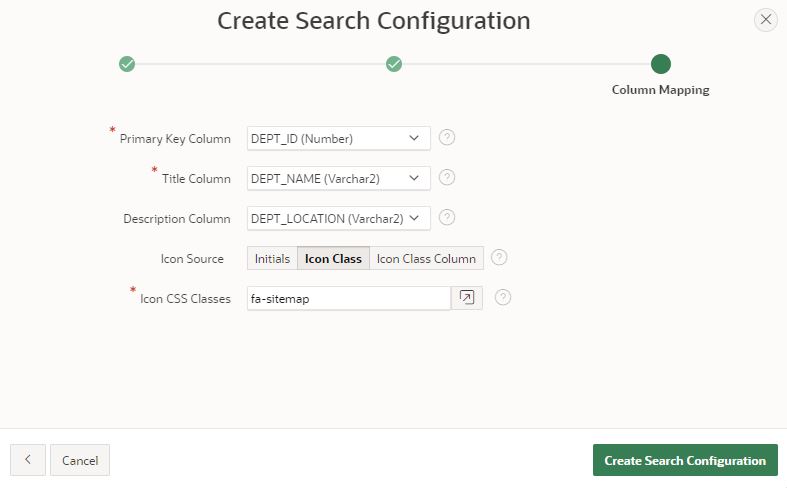 Create Search Configuration
Column Mapping
* Primary Key Column DEPT_ID (Number) ?
* Title Column DEPT_NAME (Varchar2) ?
Description Column DEPT_LOCATION (Varchar2) ?
Icon Source Initials Icon Class Icon Class Column ?
* Icon CSS Classes fa-sitemap ?
Cancel Create Search Configuration